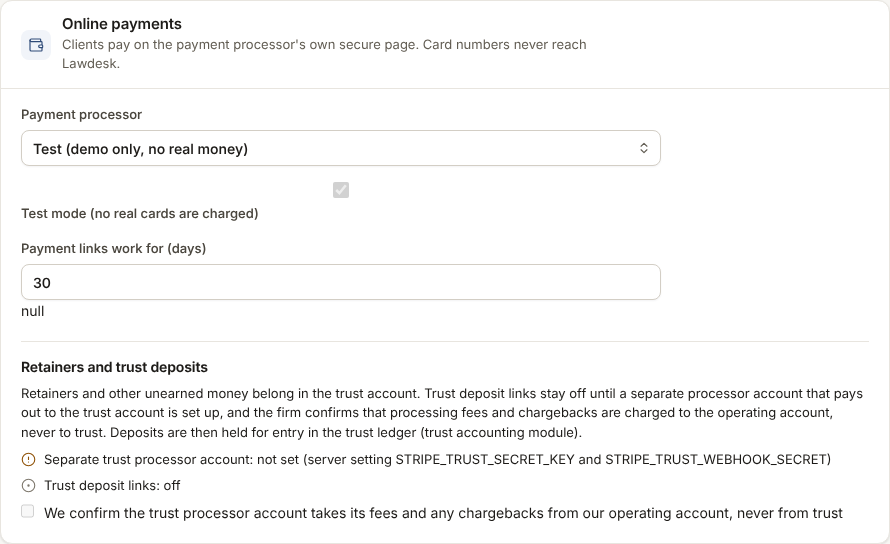 Online payments
Clients pay on the payment processor's own secure page. Card numbers never reach
Lawdesk.
Payment processor
Test (demo only, no real money)
Test mode (no real cards are charged)
Payment links work for (days)
30
null
Retainers and trust deposits
Retainers and other unearned money belong in the trust account. Trust deposit links stay off until a separate processor account that pays
out to the trust account is set up, and the firm confirms that processing fees and chargebacks are charged to the operating account,
never to trust. Deposits are then held for entry in the trust ledger (trust accounting module).
Separate trust processor account: not set (server setting STRIPE_TRUST_SECRET_KEY and STRIPE_TRUST_WEBHOOK_SECRET)
Trust deposit links: off
We confirm the trust processor account takes its fees and any chargebacks from our operating account, never from trust